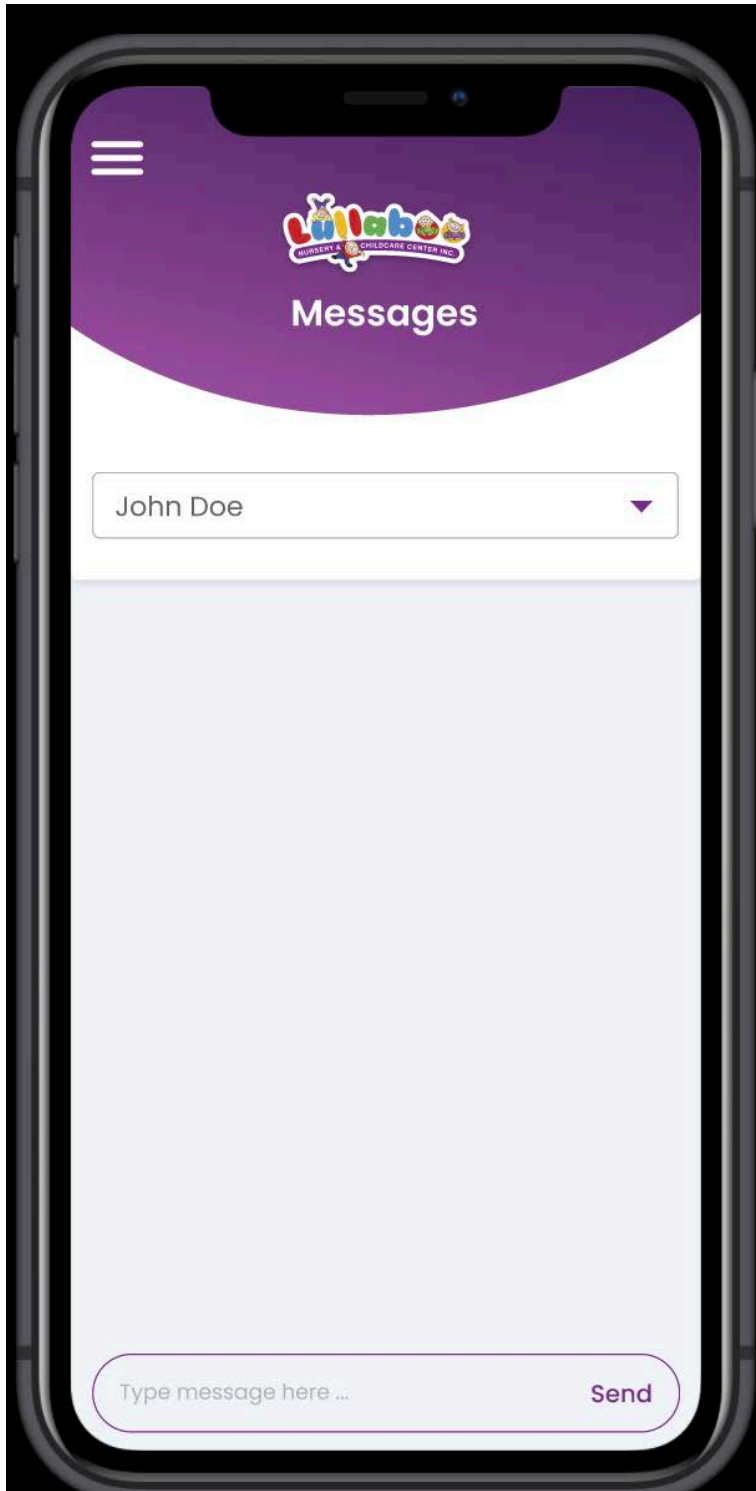 Lullaboo
NURSERY & CHILDCARE CENTER INC.
Messages
John Doe
Type message here ...
Send